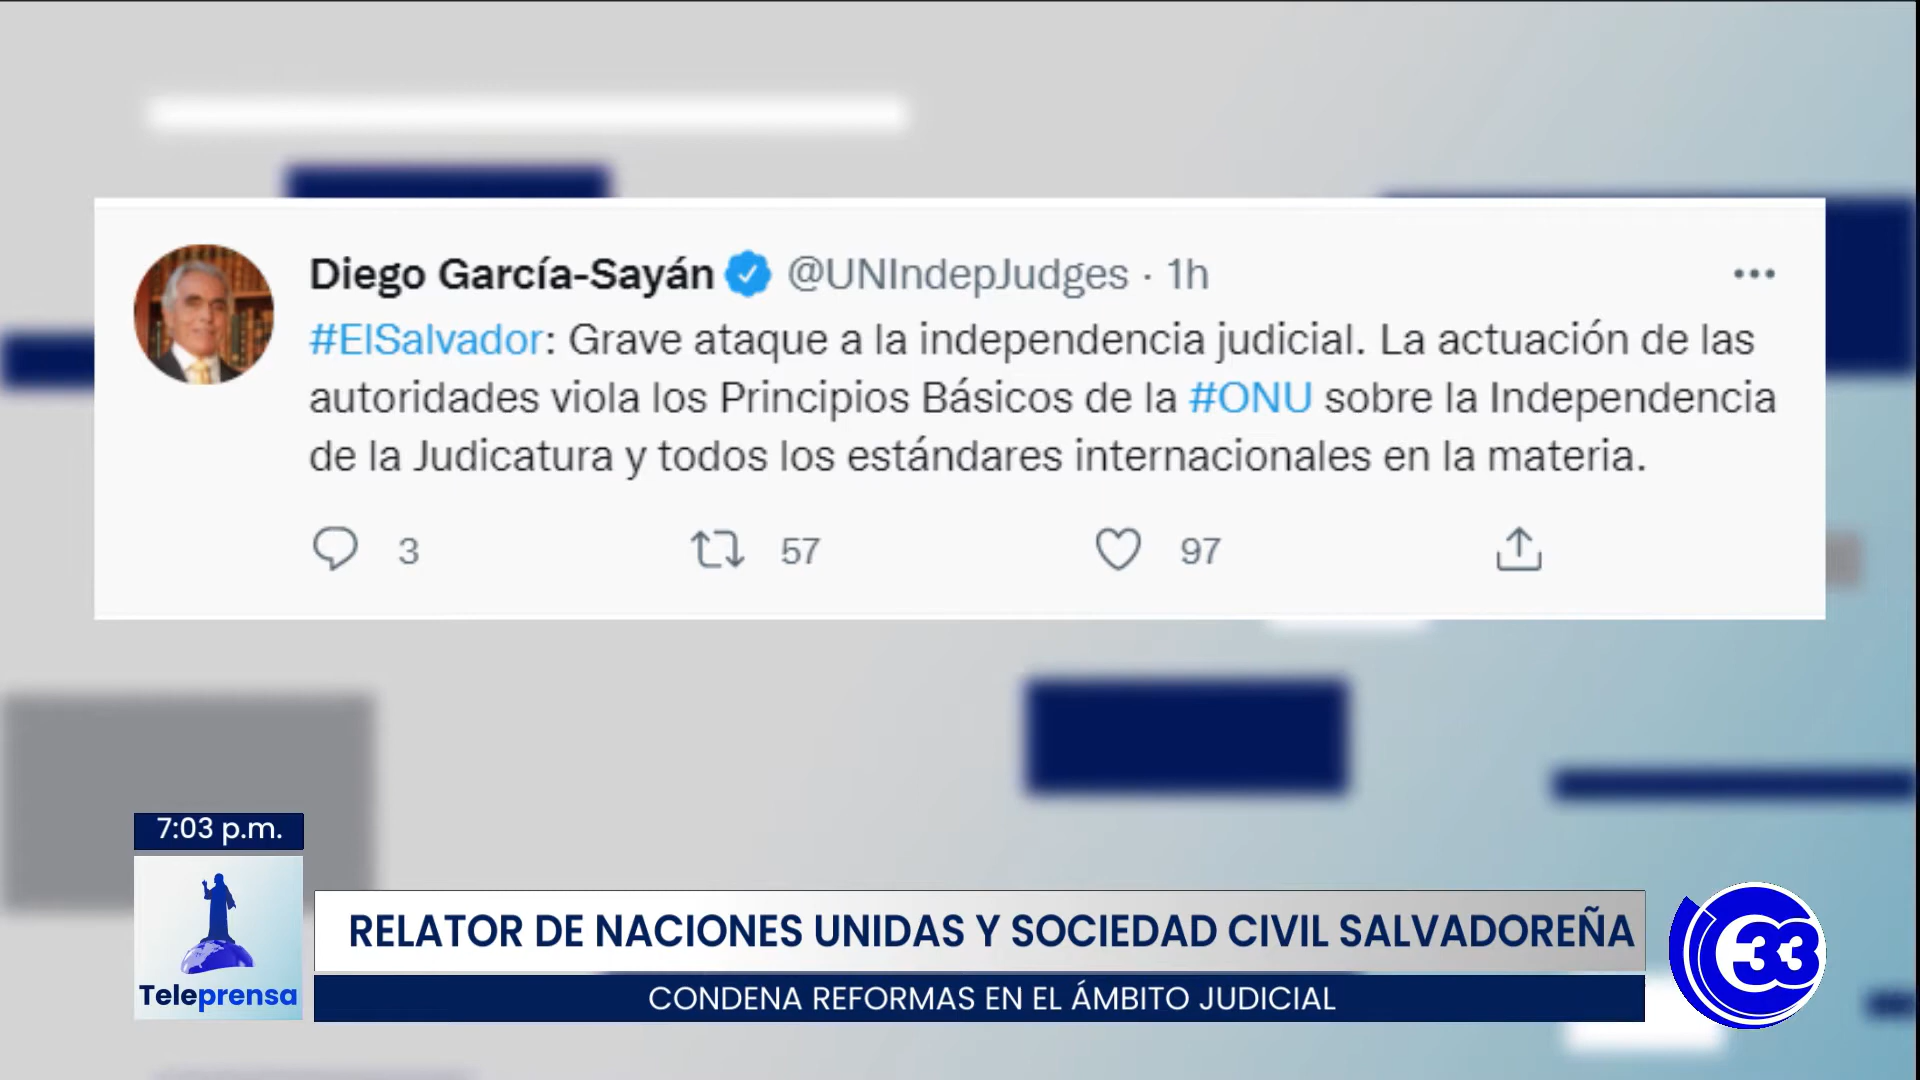 Diego García-Sayán @UNIndepJudges · 1h
#ElSalvador: Grave ataque a la independencia judicial. La actuación de las
autoridades viola los Principios Básicos de la #ONU sobre la Independencia
de la Judicatura y todos los estándares internacionales en la materia.
3 57 97
7:03 p.m.
Teleprensa
RELATOR DE NACIONES UNIDAS Y SOCIEDAD CIVIL SALVADOREÑA
CONDENA REFORMAS EN EL ÁMBITO JUDICIAL
33